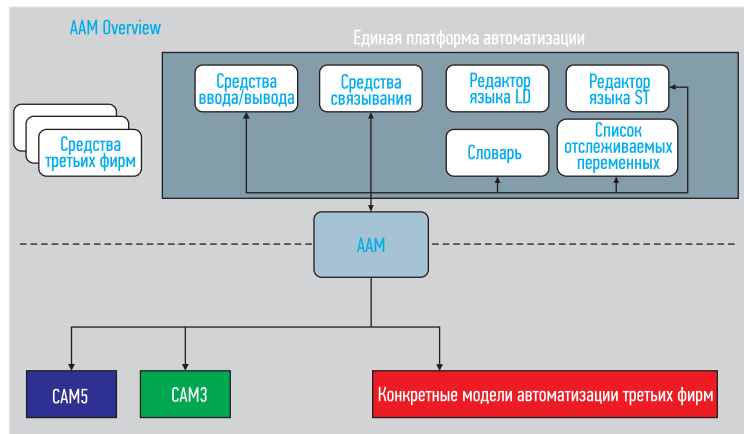 AAM Overview
Единая платформа автоматизации
Средства
ввода/вывода
Средства
связывания
Редактор
языка LD
Редактор
языка ST
Средства
третьих фирм
Словарь
Список
отслеживаемых
переменных
AAM
CAM5
CAM3
Конкретные модели автоматизации третьих фирм